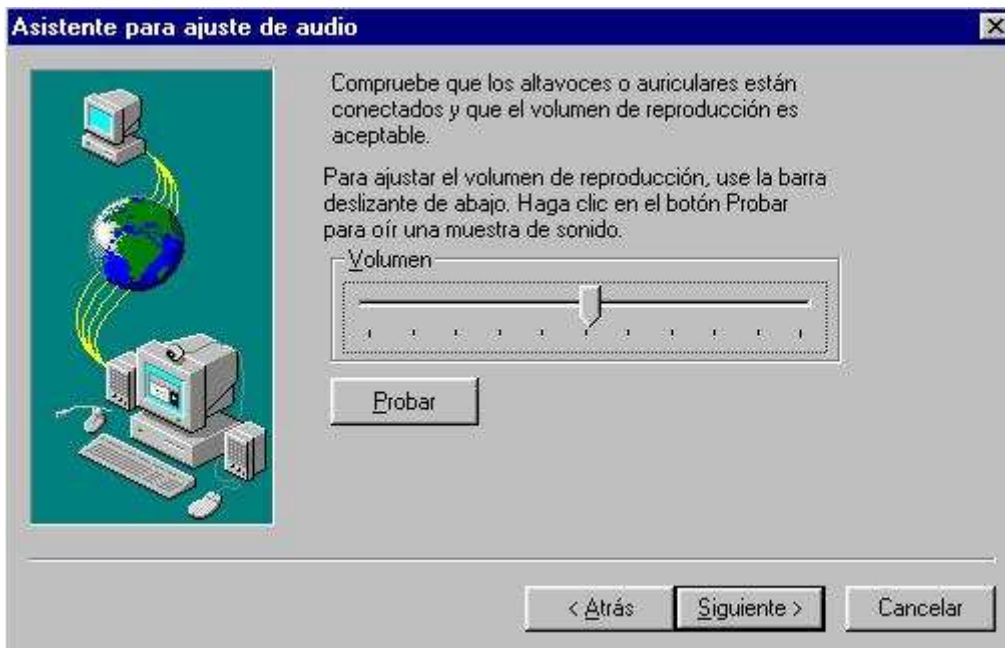 Asistente para ajuste de audio
Compruebe que los altavoces o auriculares están
conectados y que el volumen de reproducción es
aceptable.
Para ajustar el volumen de reproducción, use la barra
deslizante de abajo. Haga clic en el botón Probar
para oír una muestra de sonido.
Volumen
Probar
< Atrás
Siguiente >
Cancelar